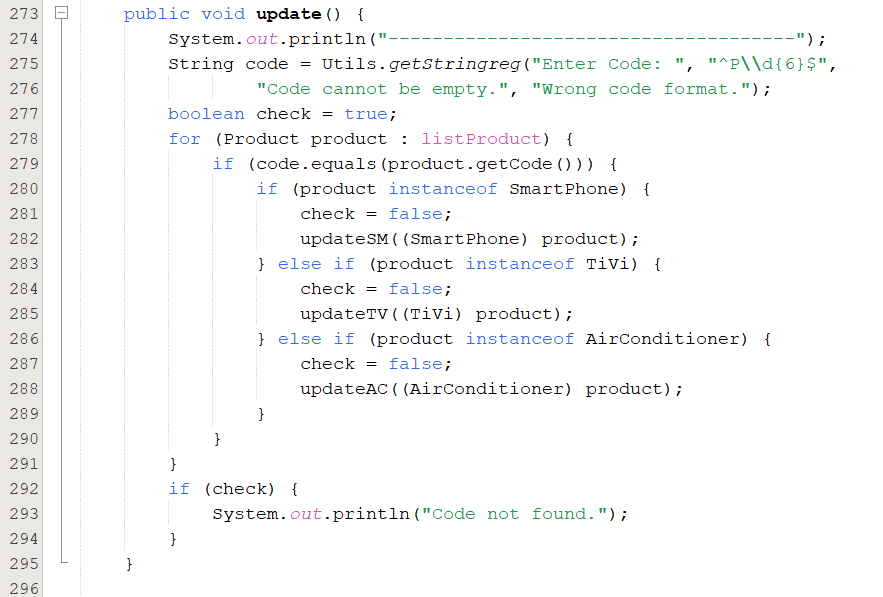 273 public void update() {
274 System.out.println("-------------------------------------");
275 String code = Utils.getStringreg("Enter Code: ", "^P\\d{6}$",
276 "Code cannot be empty.", "Wrong code format.");
277 boolean check = true;
278 for (Product product : listProduct) {
279 if (code.equals(product.getCode())) {
280 if (product instanceof SmartPhone) {
281 check = false;
282 updateSM((SmartPhone) product);
283 } else if (product instanceof TiVi) {
284 check = false;
285 updateTV((TiVi) product);
286 } else if (product instanceof AirConditioner) {
287 check = false;
288 updateAC((AirConditioner) product);
289 }
290 }
291 }
292 if (check) {
293 System.out.println("Code not found.");
294 }
295 }
296